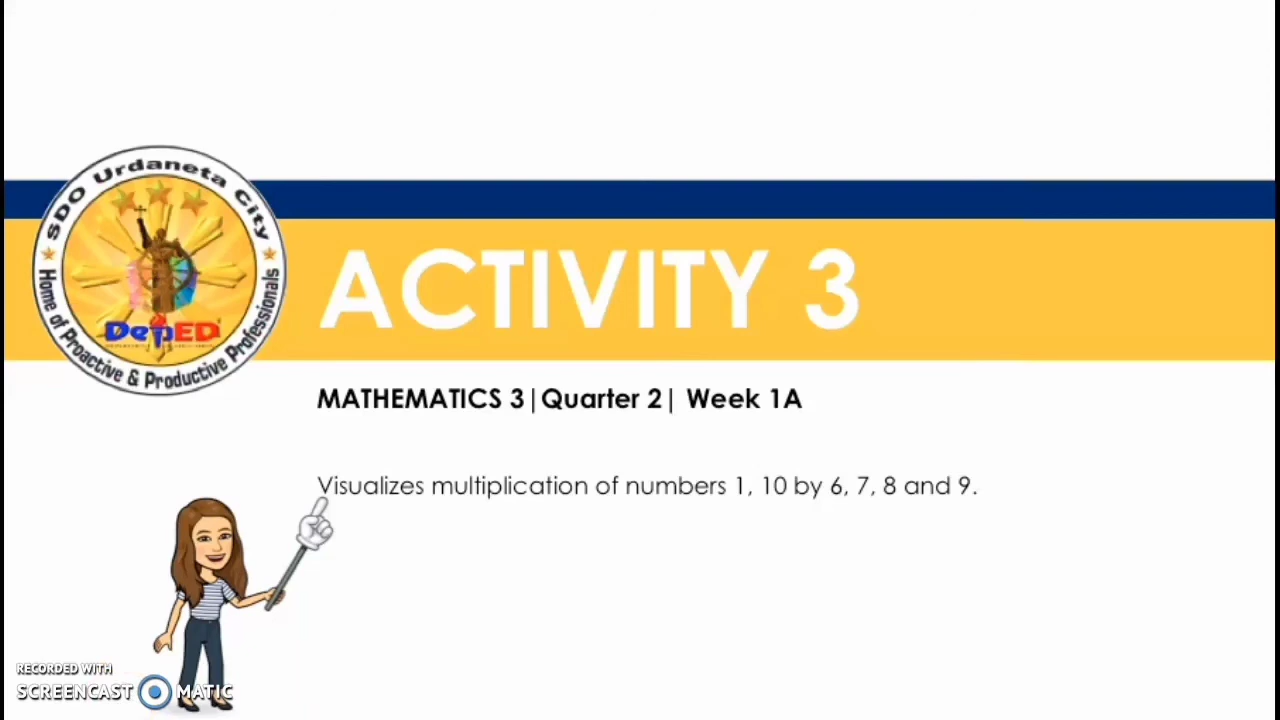 SDO Urdaneta City
Home of Proactive & Productive Professionals
DepED
ACTIVITY 3
MATHEMATICS 3|Quarter 2| Week 1A
Visualizes multiplication of numbers 1, 10 by 6, 7, 8 and 9.
RECORDED WITH
SCREENCAST MATIC